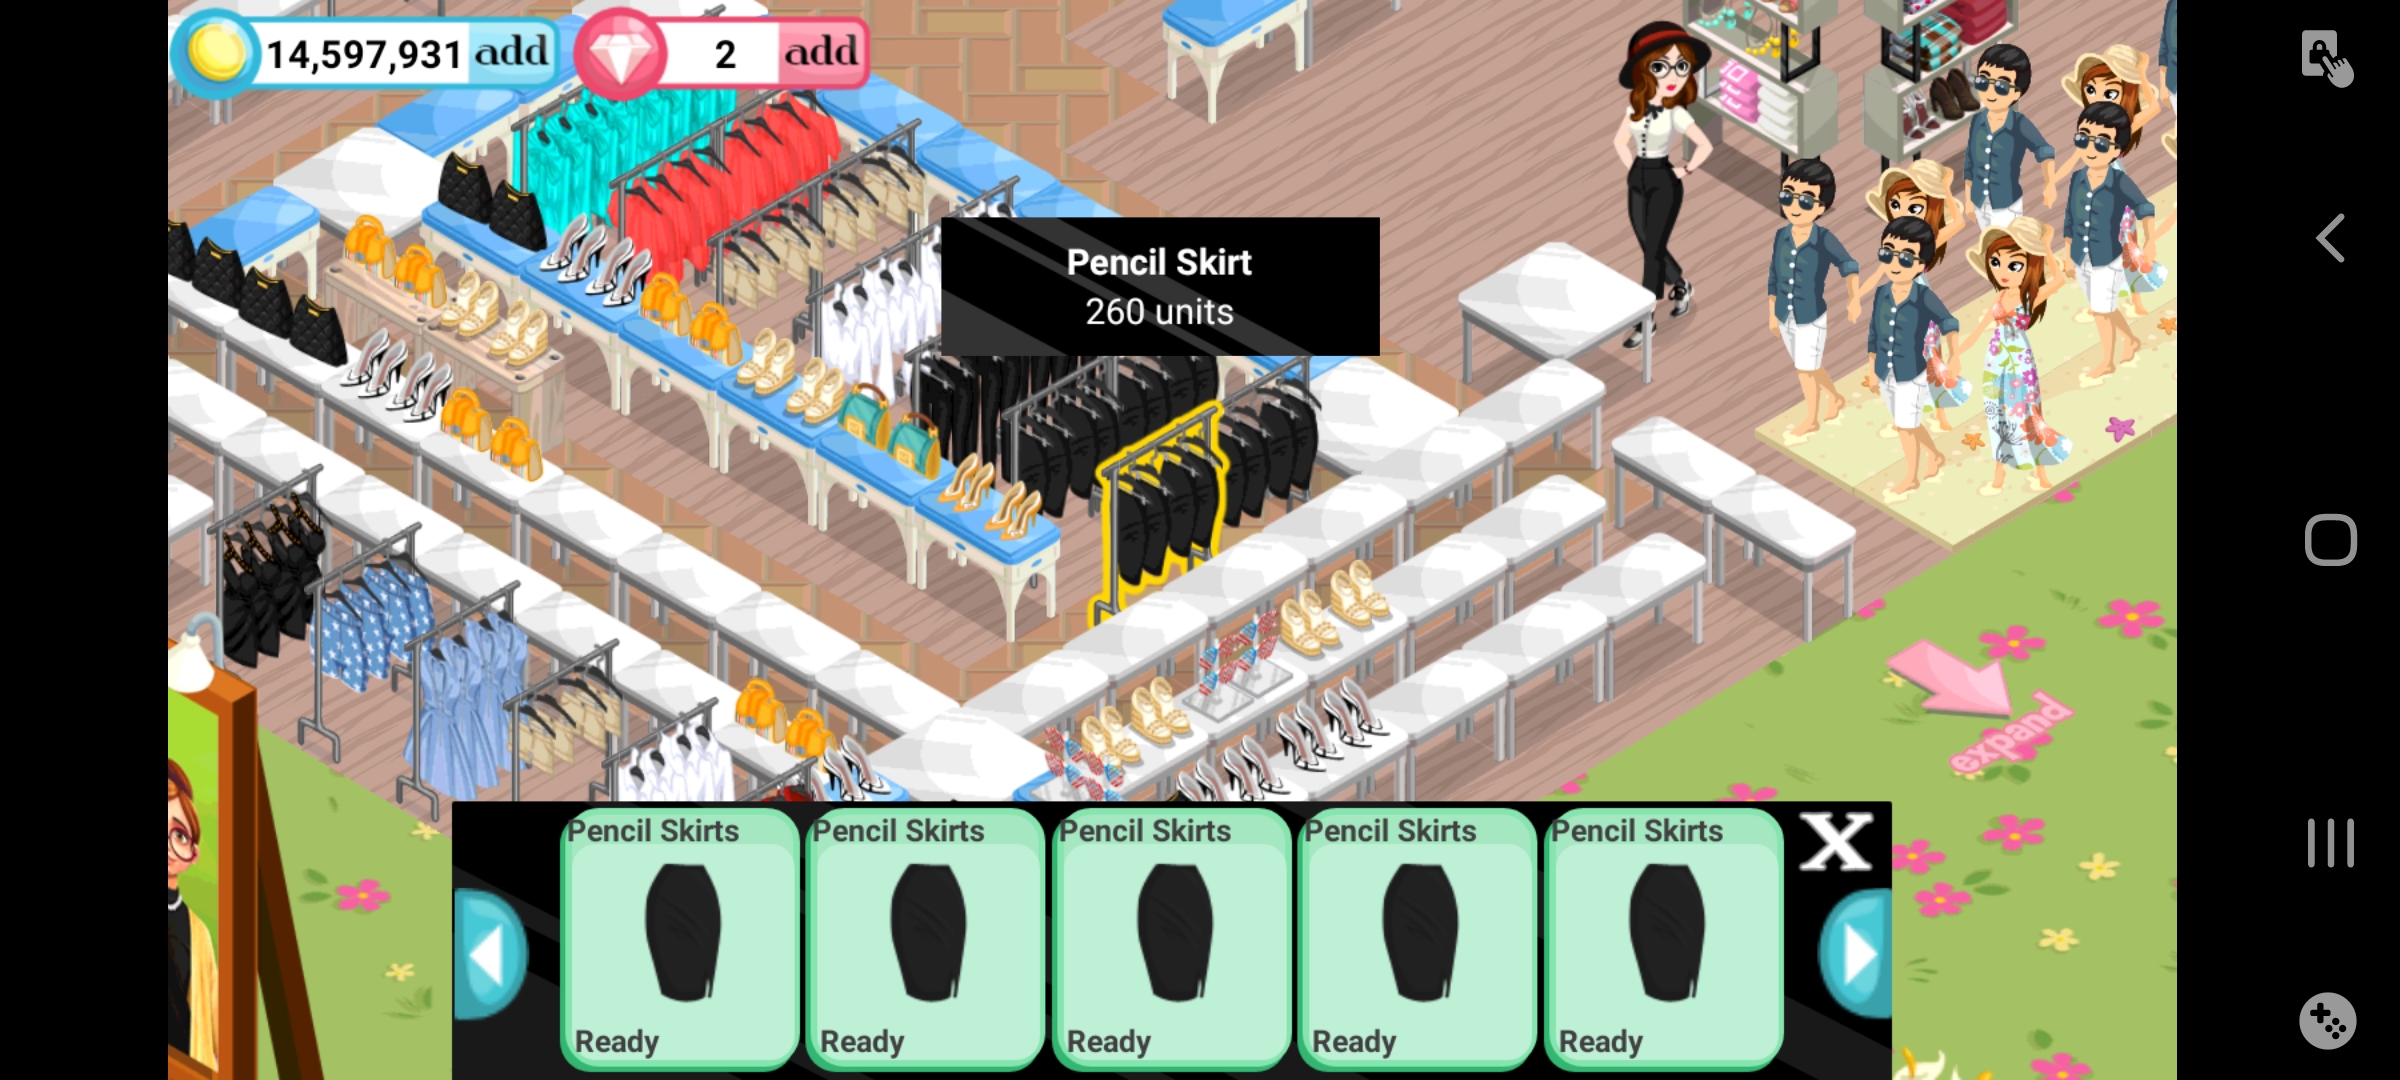 14,597,931 add
2 add
Pencil Skirt
260 units
expand
Pencil Skirts
Pencil Skirts
Pencil Skirts
Pencil Skirts
Pencil Skirts
X
Ready
Ready
Ready
Ready
Ready